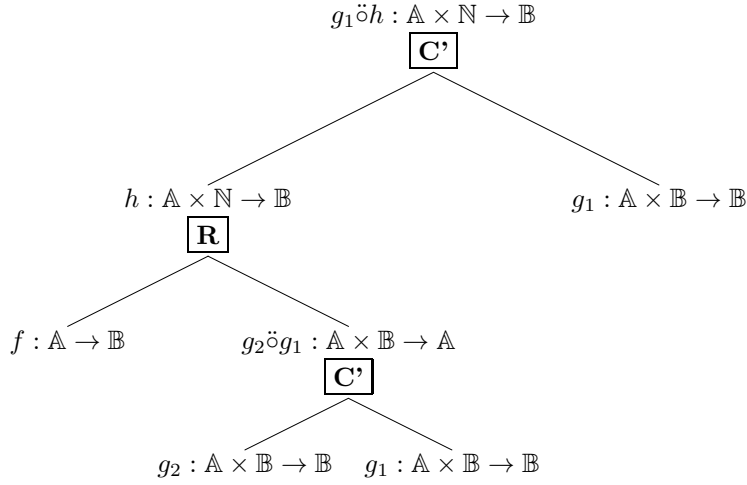 g₁ö̈h : 𝔸 × ℕ → 𝔹
C’
h : 𝔸 × ℕ → 𝔹 g₁ : 𝔸 × 𝔹 → 𝔹
R
f : 𝔸 → 𝔹 g₂ö̈g₁ : 𝔸 × 𝔹 → 𝔸
C’
g₂ : 𝔸 × 𝔹 → 𝔹 g₁ : 𝔸 × 𝔹 → 𝔹